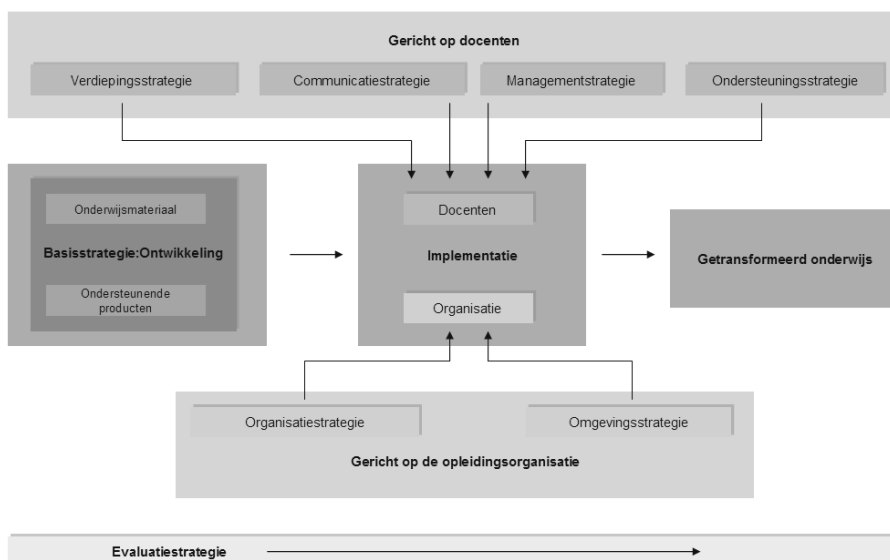 Gericht op docenten
Verdiepingsstrategie
Communicatiestrategie
Managementstrategie
Ondersteuningsstrategie
Onderwijsmateriaal
Basisstrategie:Ontwikkeling
Ondersteunende
producten
Docenten
Implementatie
Organisatie
Getransformeerd onderwijs
Organisatiestrategie
Omgevingsstrategie
Gericht op de opleidingsorganisatie
Evaluatiestrategie